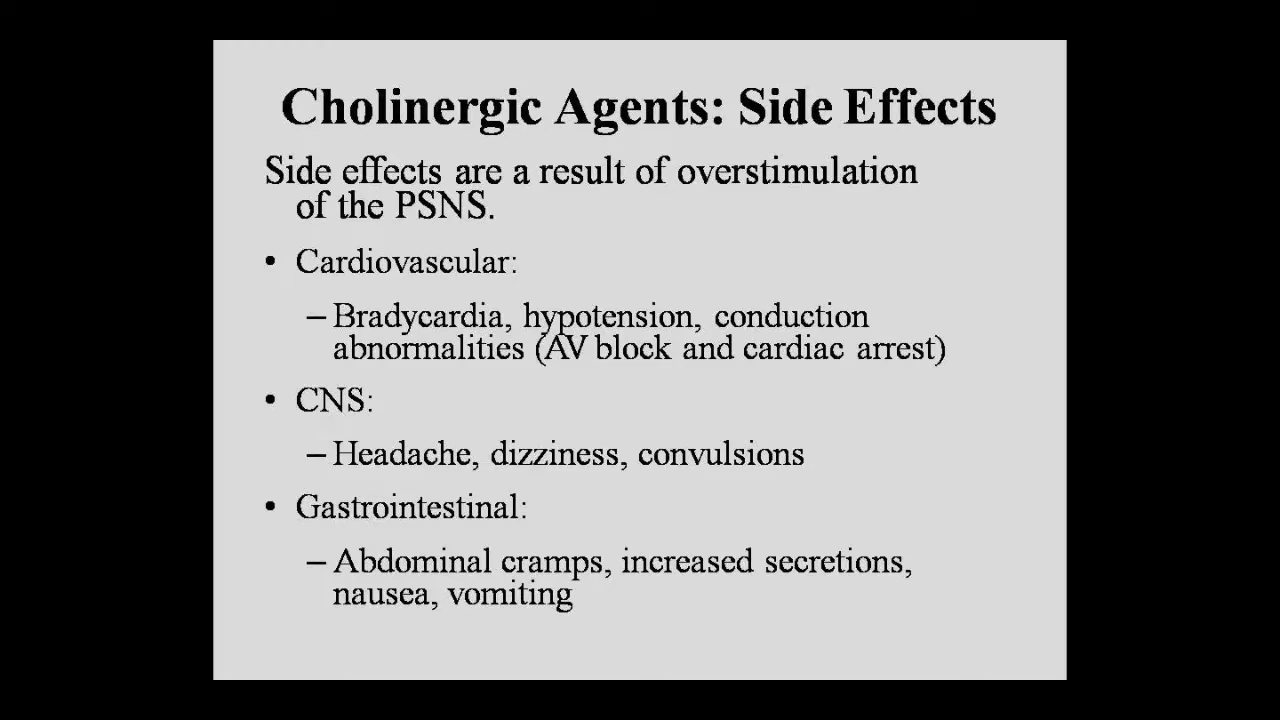 Cholinergic Agents: Side Effects
Side effects are a result of overstimulation
of the PSNS.
• Cardiovascular:
– Bradycardia, hypotension, conduction
abnormalities (AV block and cardiac arrest)
• CNS:
– Headache, dizziness, convulsions
• Gastrointestinal:
– Abdominal cramps, increased secretions,
nausea, vomiting